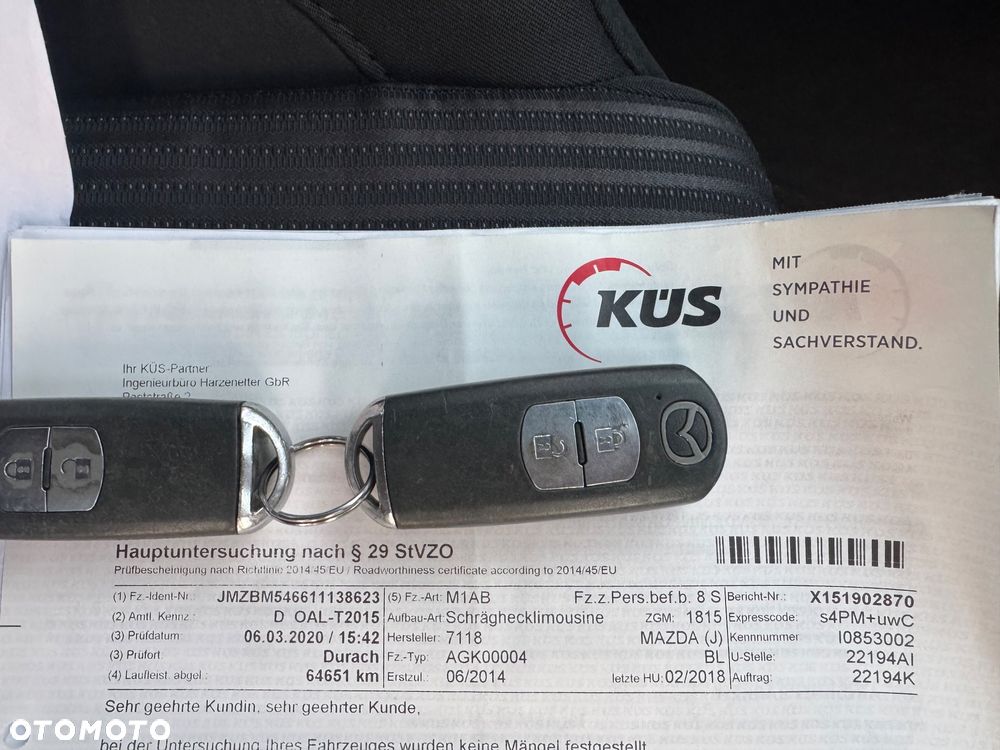 KÜS
MIT
SYMPATHIE
UND
SACHVERSTAND.
Ihr KÜS-Partner
Ingenieurbüro Harzenetter GbR
Hauptuntersuchung nach § 29 StVZO
Prüfbescheinigung nach Richtlinie 2014/45/EU / Roadworthiness certificate according to 2014/45/EU
(1) Fz.-Ident-Nr.: JMZBM546611138623 (5) Fz.-Art: M1AB Fz.z.Pers.bef.b. 8 S Bericht-Nr.: X151902870
(2) Amtl. Kennz.: D OAL-T2015 Aufbau-Art: Schräghecklimousine ZGM: 1815 Expresscode: s4PM+uwC
(3) Prüfdatum: 06.03.2020 / 15:42 Hersteller: 7118 MAZDA (J) Kennnummer I0853002
(3) Prüfort: Durach Fz.-Typ: AGK00004 BL U-Stelle: 22194AI
(4) Laufleist. abgel.: 64651 km Erstzul.: 06/2014 letzte HU: 02/2018 Auftrag: 22194K
Sehr geehrte Kundin, sehr geehrter Kunde,
bei der Untersuchung Ihres Fahrzeuges wurden keine Mängel festgestellt
OTOMOTO